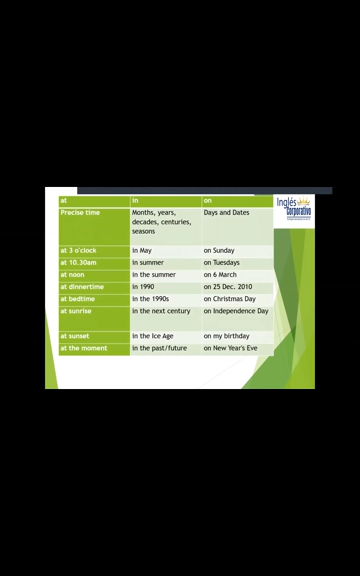 at in on
Precise time Months, years, Days and Dates
decades, centuries,
seasons
at 3 o'clock in May on Sunday
at 10.30am in summer on Tuesdays
at noon in the summer on 6 March
at dinnertime in 1990 on 25 Dec. 2010
at bedtime in the 1990s on Christmas Day
at sunrise in the next century on Independence Day
at sunset in the Ice Age on my birthday
at the moment in the past/future on New Year's Eve
Inglés
Corporativo